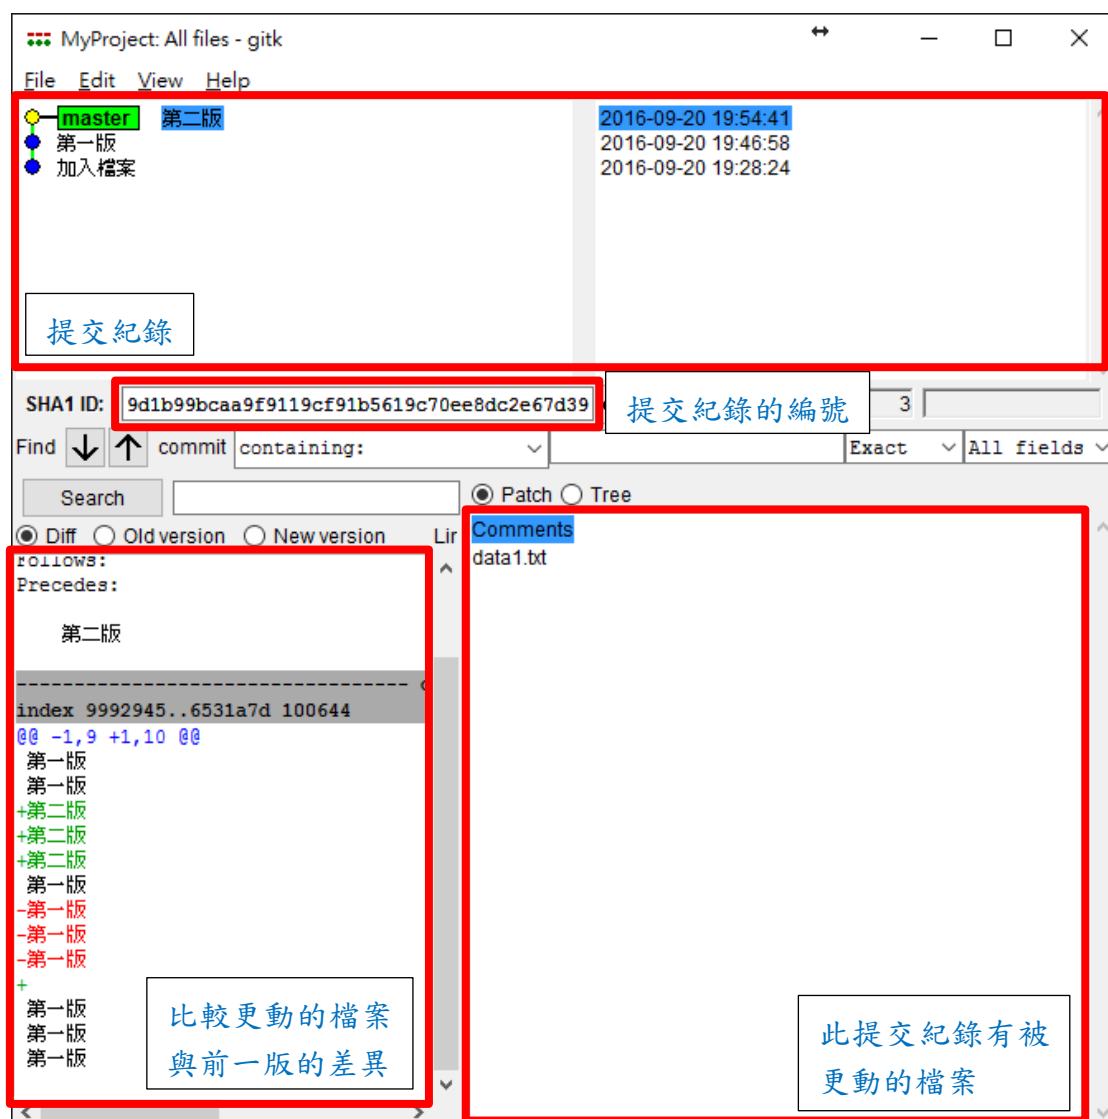 MyProject: All files - gitk
File Edit View Help
master 第二版 2016-09-20 19:54:41
第一版 2016-09-20 19:46:58
加入檔案 2016-09-20 19:28:24
提交紀錄
SHA1 ID: 9d1b99bcaa9f9119cf91b5619c70ee8dc2e67d39 提交紀錄的編號 3
Find commit containing: Exact All fields
Search Patch Tree
Diff Old version New version Lin
Comments
data1.txt
Follows:
Precedes:
第二版
---------------------------------- d
index 9992945..6531a7d 100644
@@ -1,9 +1,10 @@
第一版
第一版
+第二版
+第二版
+第二版
第一版
-第一版
-第一版
-第一版
+
第一版
第一版
第一版
比較更動的檔案
與前一版的差異
此提交紀錄有被
更動的檔案